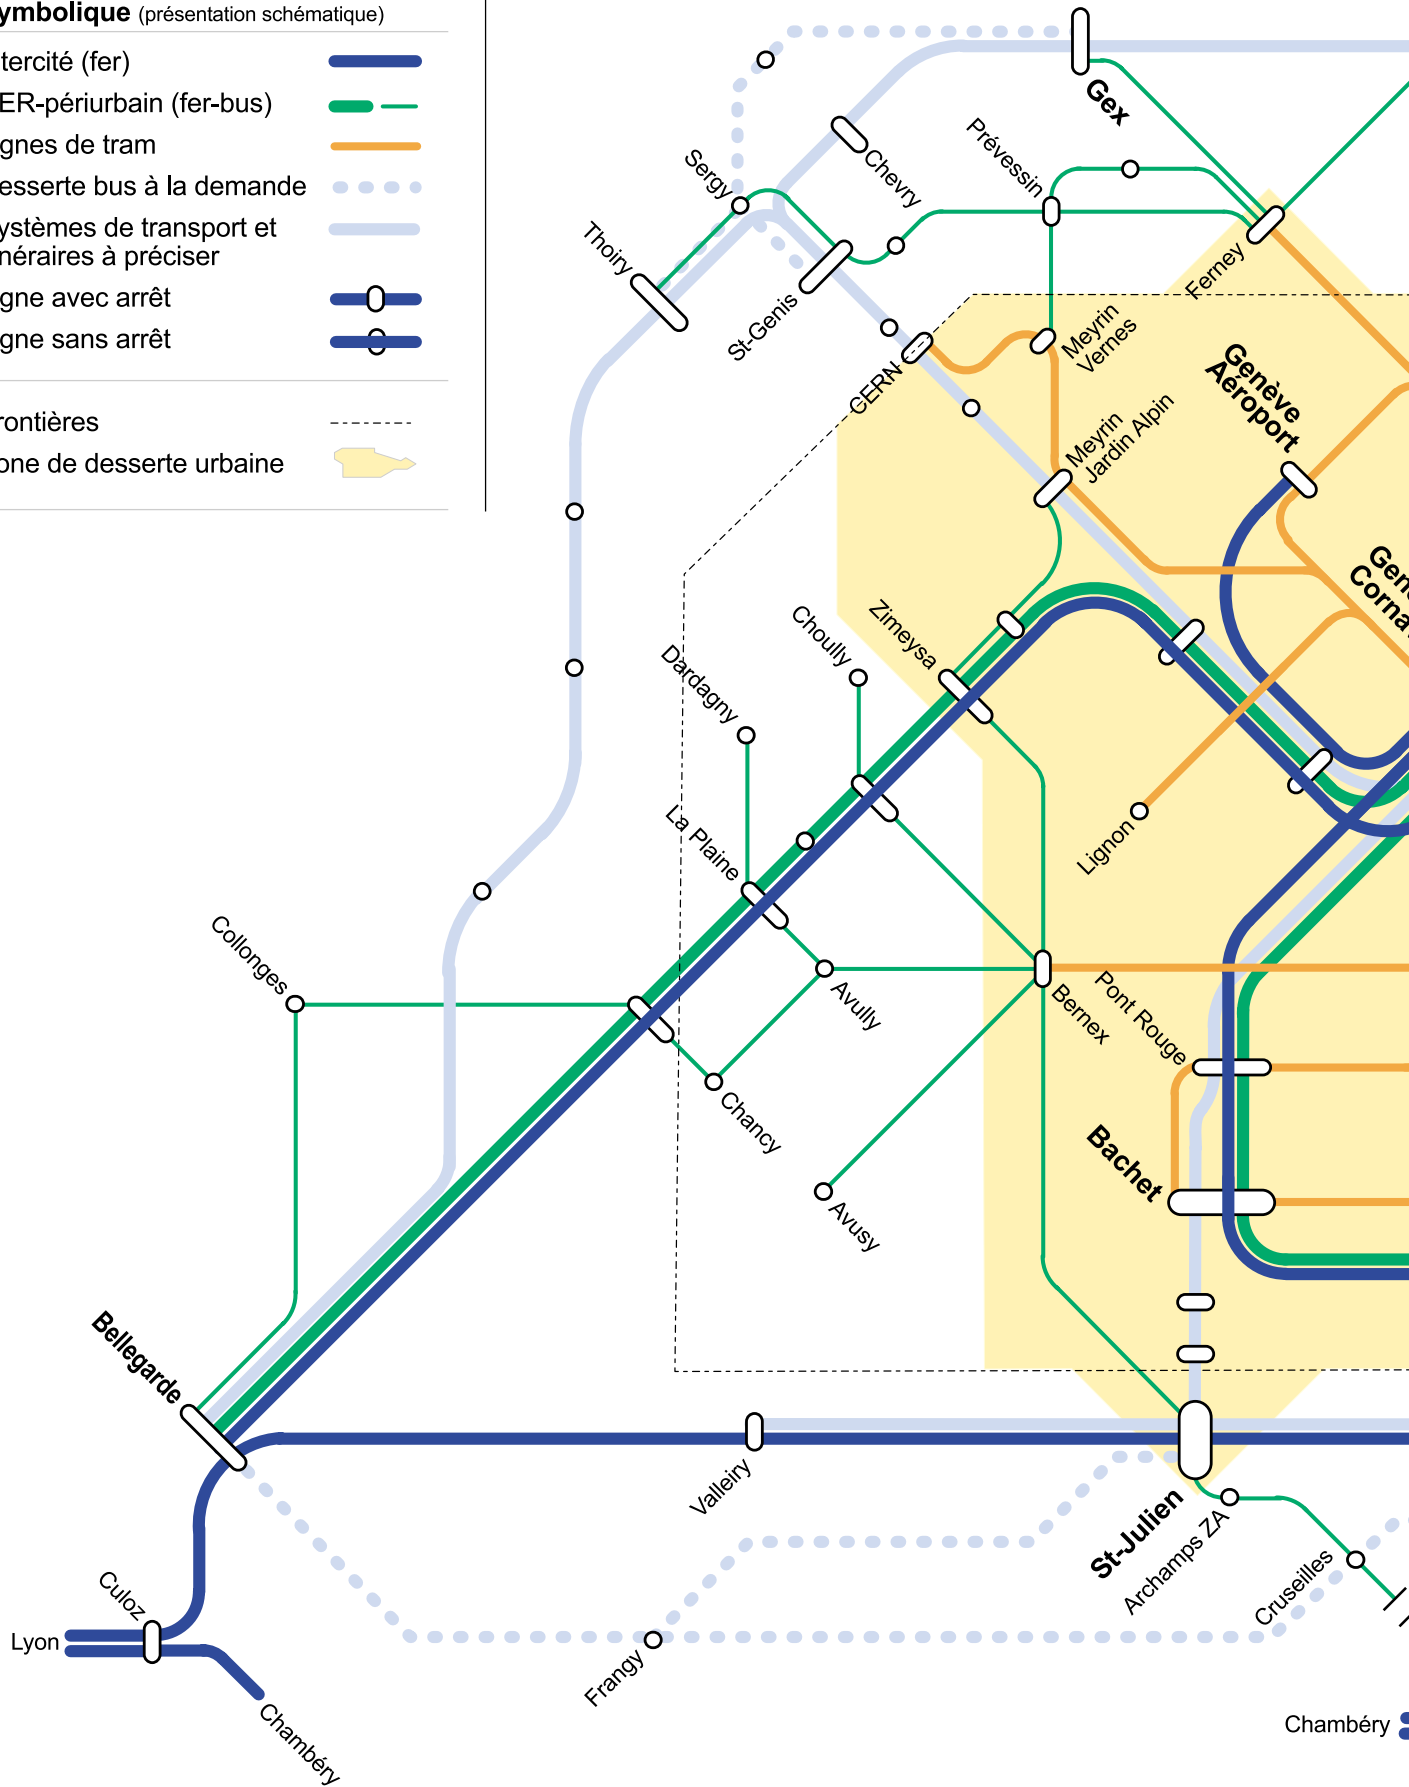 ymbolique (présentation schématique)
tercité (fer)
ER-périurbain (fer-bus)
gnes de tram
esserte bus à la demande
ystèmes de transport et
néraires à préciser
gne avec arrêt
gne sans arrêt
rontières
one de desserte urbaine
Gex
Prévessin
Chevry
Sergy
Thoiry
St-Genis
Ferney
Meyrin
Vernes
CERN
Genève
Aéroport
Meyrin
Jardin Alpin
Gen
Corna
Zimeysa
Choully
Dardagny
La Plaine
Lignon
Collonges
Avully
Bernex
Pont Rouge
Chancy
Bachet
Avusy
Bellegarde
Valleiry
St-Julien
Archamps ZA
Cruseilles
Culoz
Lyon
Frangy
Chambéry
Chambéry